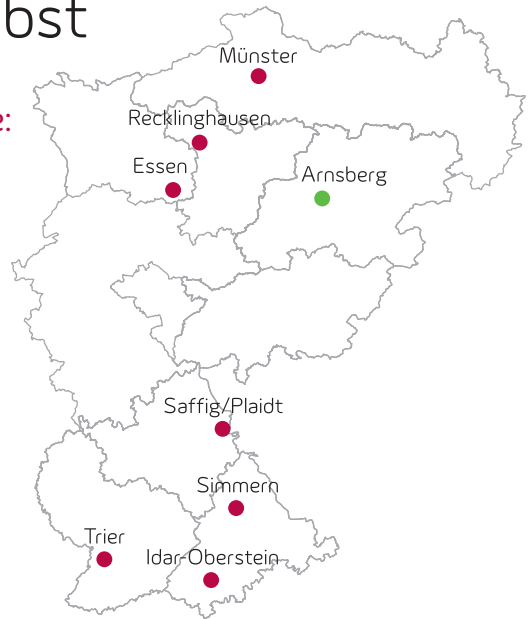 bst
e:
Münster
Recklinghausen
Essen
Arnsberg
Saffig/Plaidt
Simmern
Trier
Idar-Oberstein